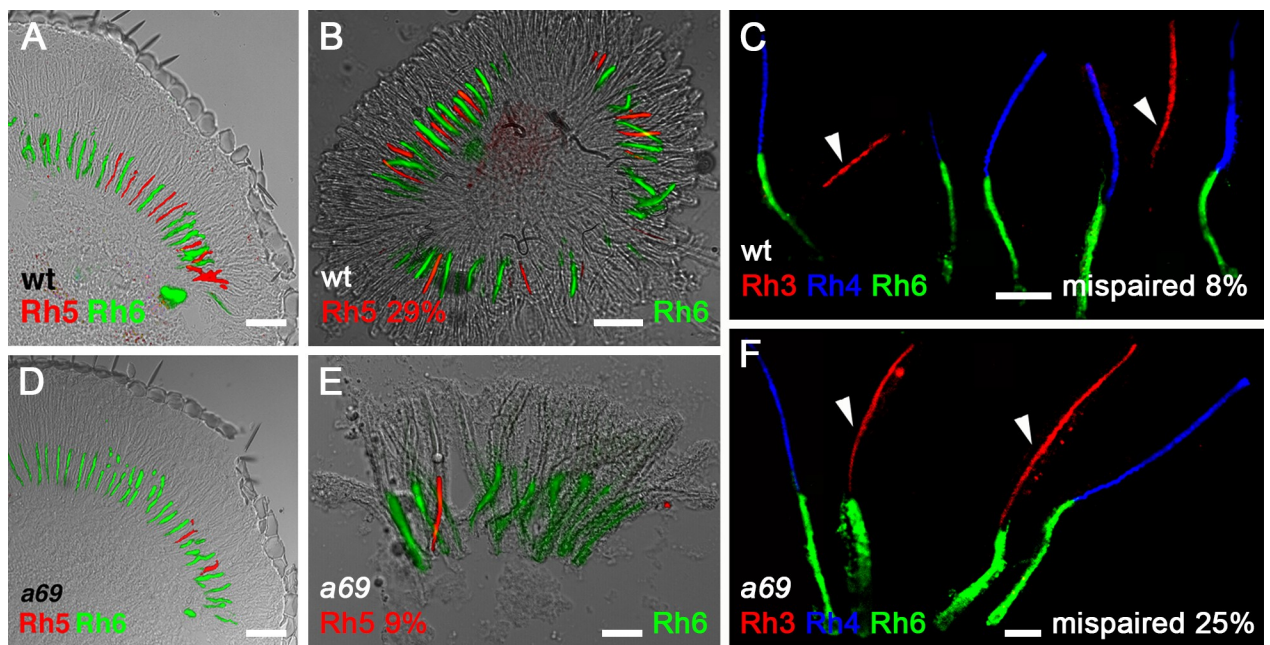 A
wt
Rh5 Rh6
B
wt
Rh5 29% Rh6
C
wt
Rh3 Rh4 Rh6 mispaired 8%
D
a69
Rh5 Rh6
E
a69
Rh5 9% Rh6
F
a69
Rh3 Rh4 Rh6 mispaired 25%